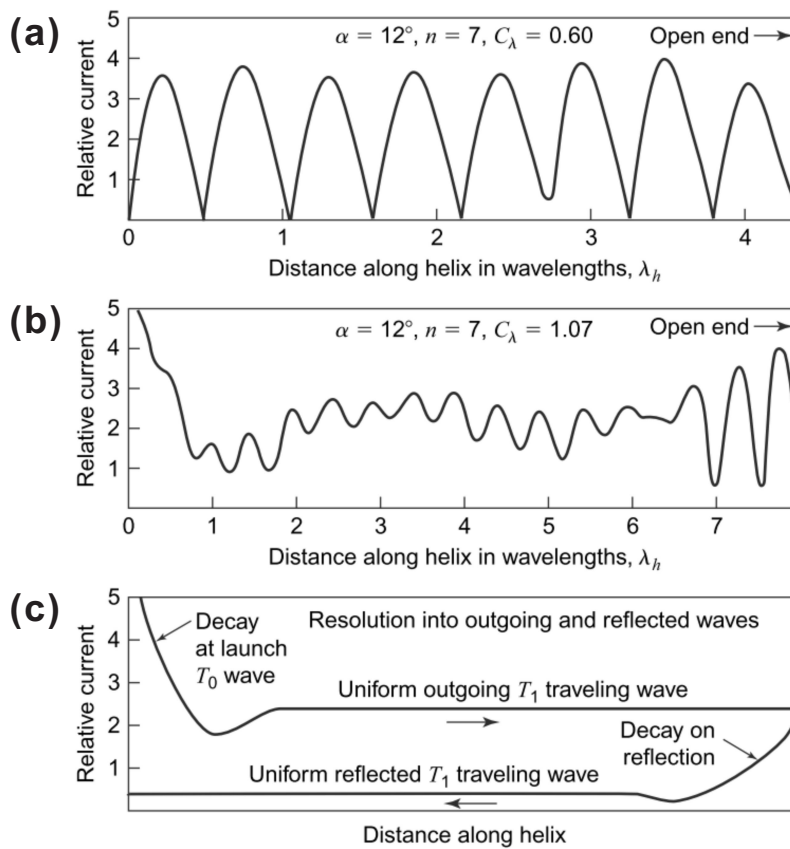 (a)
5
4
3
2
1
Relative current
α = 12°, n = 7, Cλ = 0.60
Open end →
0 1 2 3 4
Distance along helix in wavelengths, λh
(b)
5
4
3
2
1
Relative current
α = 12°, n = 7, Cλ = 1.07
Open end →
0 1 2 3 4 5 6 7
Distance along helix in wavelengths, λh
(c)
5
4
3
2
1
Relative current
Decay
at launch
T0 wave
Resolution into outgoing and reflected waves
Uniform outgoing T1 traveling wave
Decay on
reflection
Uniform reflected T1 traveling wave
Distance along helix